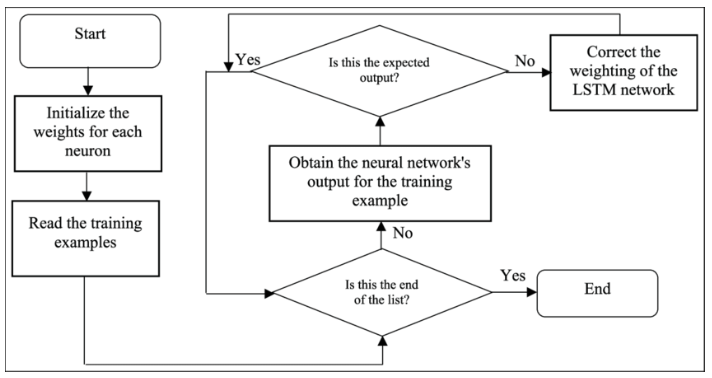 Start
Initialize the
weights for each
neuron
Read the training
examples
Yes
Is this the expected
output?
No
Correct the
weighting of the
LSTM network
Obtain the neural network's
output for the training
example
No
Is this the end
of the list?
Yes
End